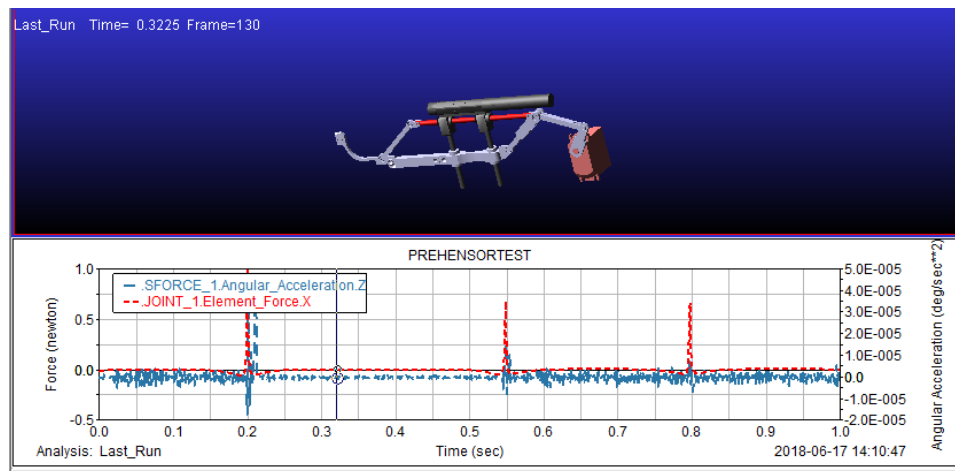 Last_Run Time= 0.3225 Frame=130
PREHENSORTEST
.SFORCE_1.Angular_Acceleration.Z
.JOINT_1.Element_Force.X
Force (newton)
1.0
0.5
0.0
-0.5
5.0E-005
4.0E-005
3.0E-005
2.0E-005
1.0E-005
0.0
-1.0E-005
-2.0E-005
Angular Acceleration (deg/sec**2)
0.0 0.1 0.2 0.3 0.4 0.5 0.6 0.7 0.8 0.9 1.0
Analysis: Last_Run Time (sec) 2018-06-17 14:10:47